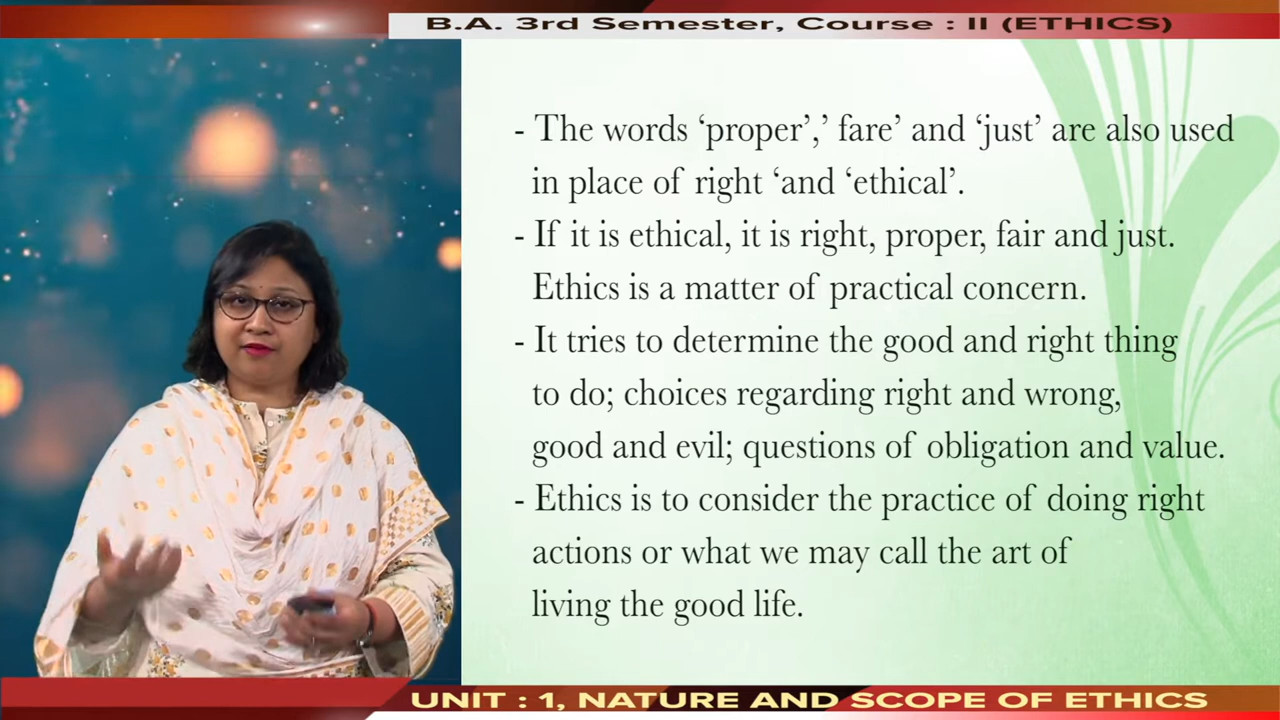 B.A. 3rd Semester, Course : II (ETHICS)
- The words ‘proper’,’ fare’ and ‘just’ are also used
in place of right ‘and ‘ethical’.
- If it is ethical, it is right, proper, fair and just.
Ethics is a matter of practical concern.
- It tries to determine the good and right thing
to do; choices regarding right and wrong,
good and evil; questions of obligation and value.
- Ethics is to consider the practice of doing right
actions or what we may call the art of
living the good life.
UNIT : 1, NATURE AND SCOPE OF ETHICS